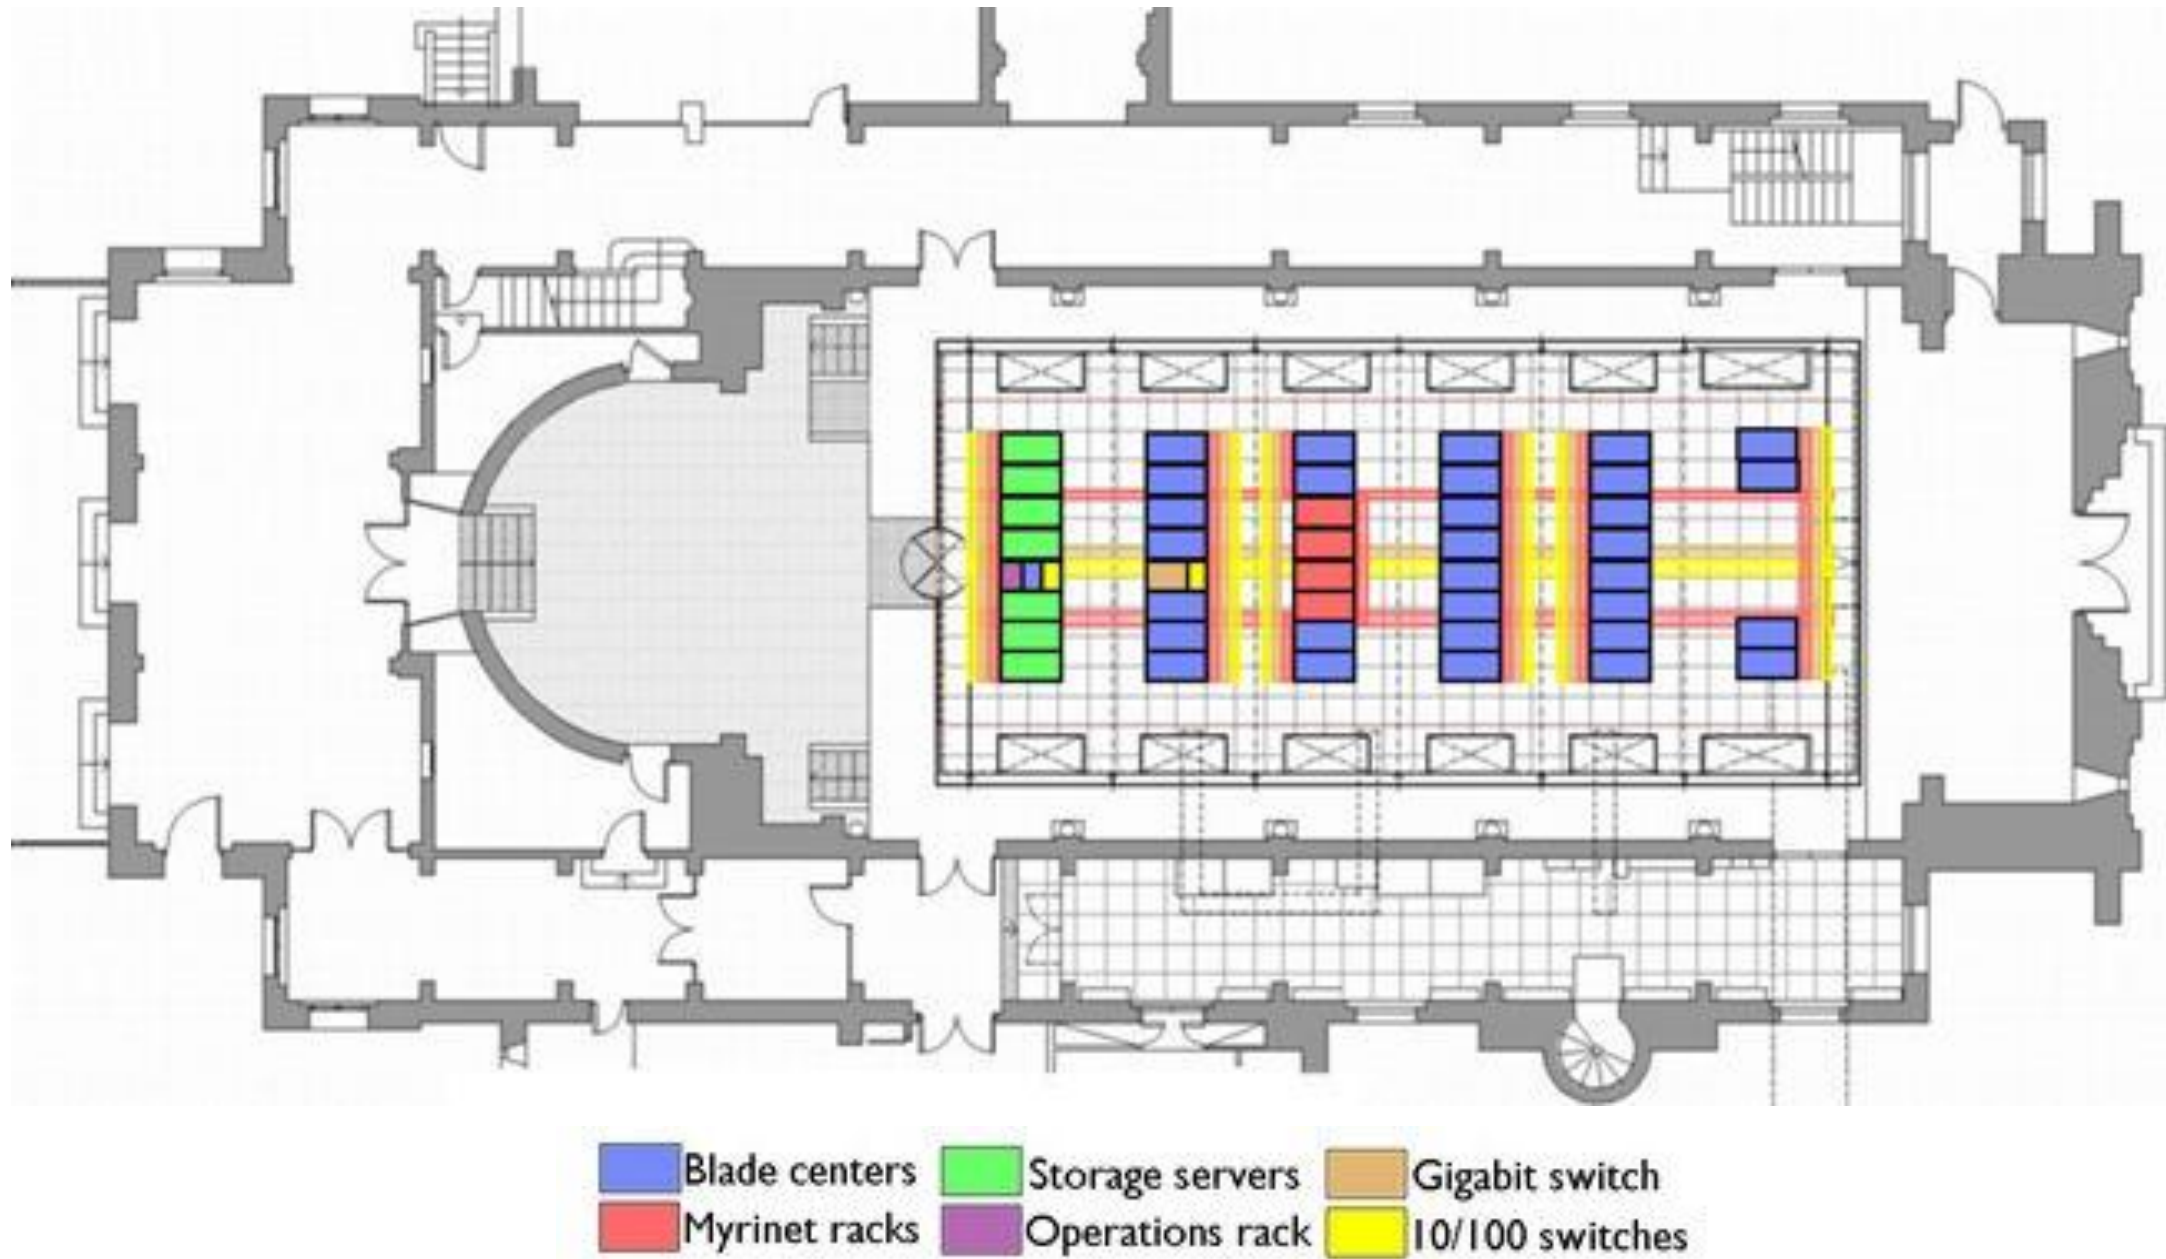 Blade centers Storage servers Gigabit switch
Myrinet racks Operations rack 10/100 switches